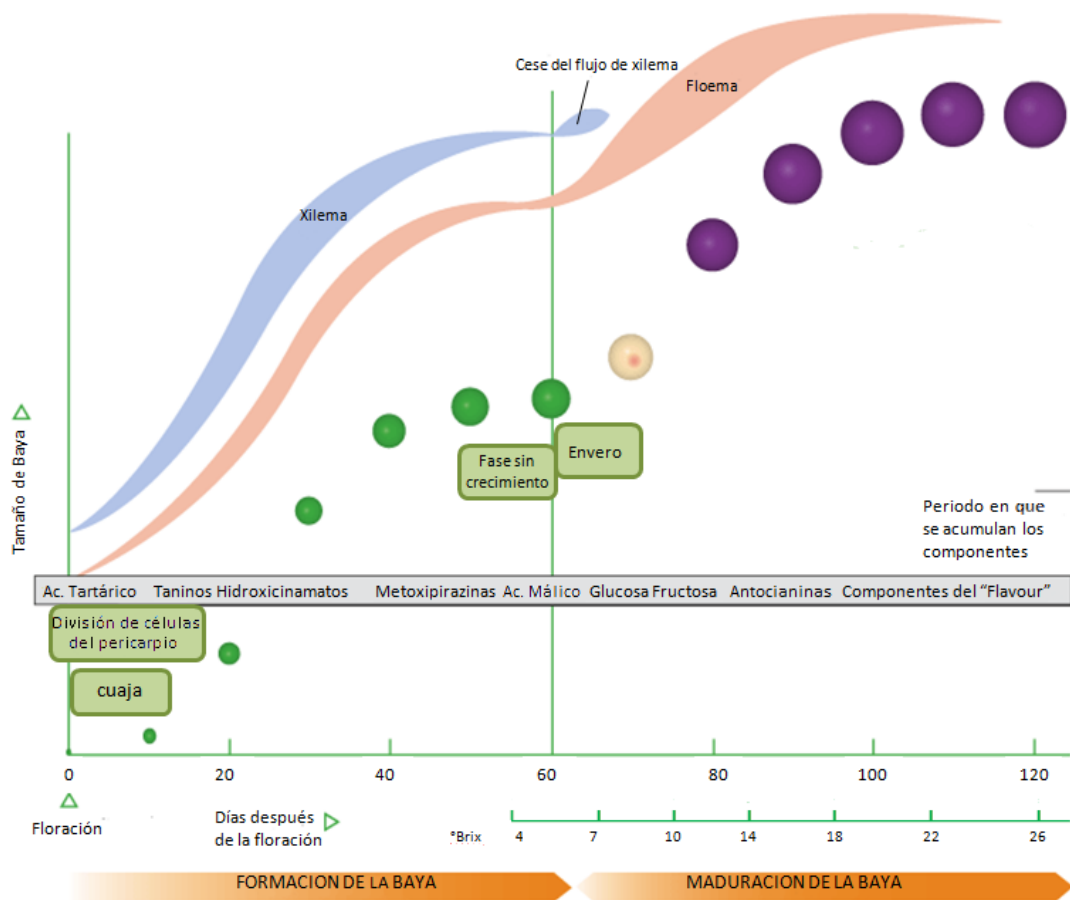 Cese del flujo de xilema
Floema
Xilema
Tamaño de Baya
Fase sin
crecimiento
Envero
Periodo en que
se acumulan los
componentes
Ac. Tartárico Taninos Hidroxicinamatos Metoxipirazinas Ac. Málico Glucosa Fructosa Antocianinas Componentes del “Flavour”
División de células
del pericarpio
cuaja
0 20 40 60 80 100 120
Floración
Días después
de la floración
°Brix 4 7 10 14 18 22 26
FORMACION DE LA BAYA MADURACION DE LA BAYA